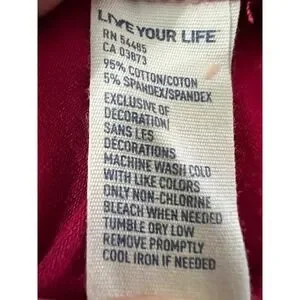 LIVE YOUR LIFE
RN 54485
CA 03873
95% COTTON/COTON
5% SPANDEX/SPANDEX
EXCLUSIVE OF
DECORATION/
SANS LES
DÉCORATIONS
MACHINE WASH COLD
WITH LIKE COLORS
ONLY NON-CHLORINE
BLEACH WHEN NEEDED
TUMBLE DRY LOW
REMOVE PROMPTLY
COOL IRON IF NEEDED